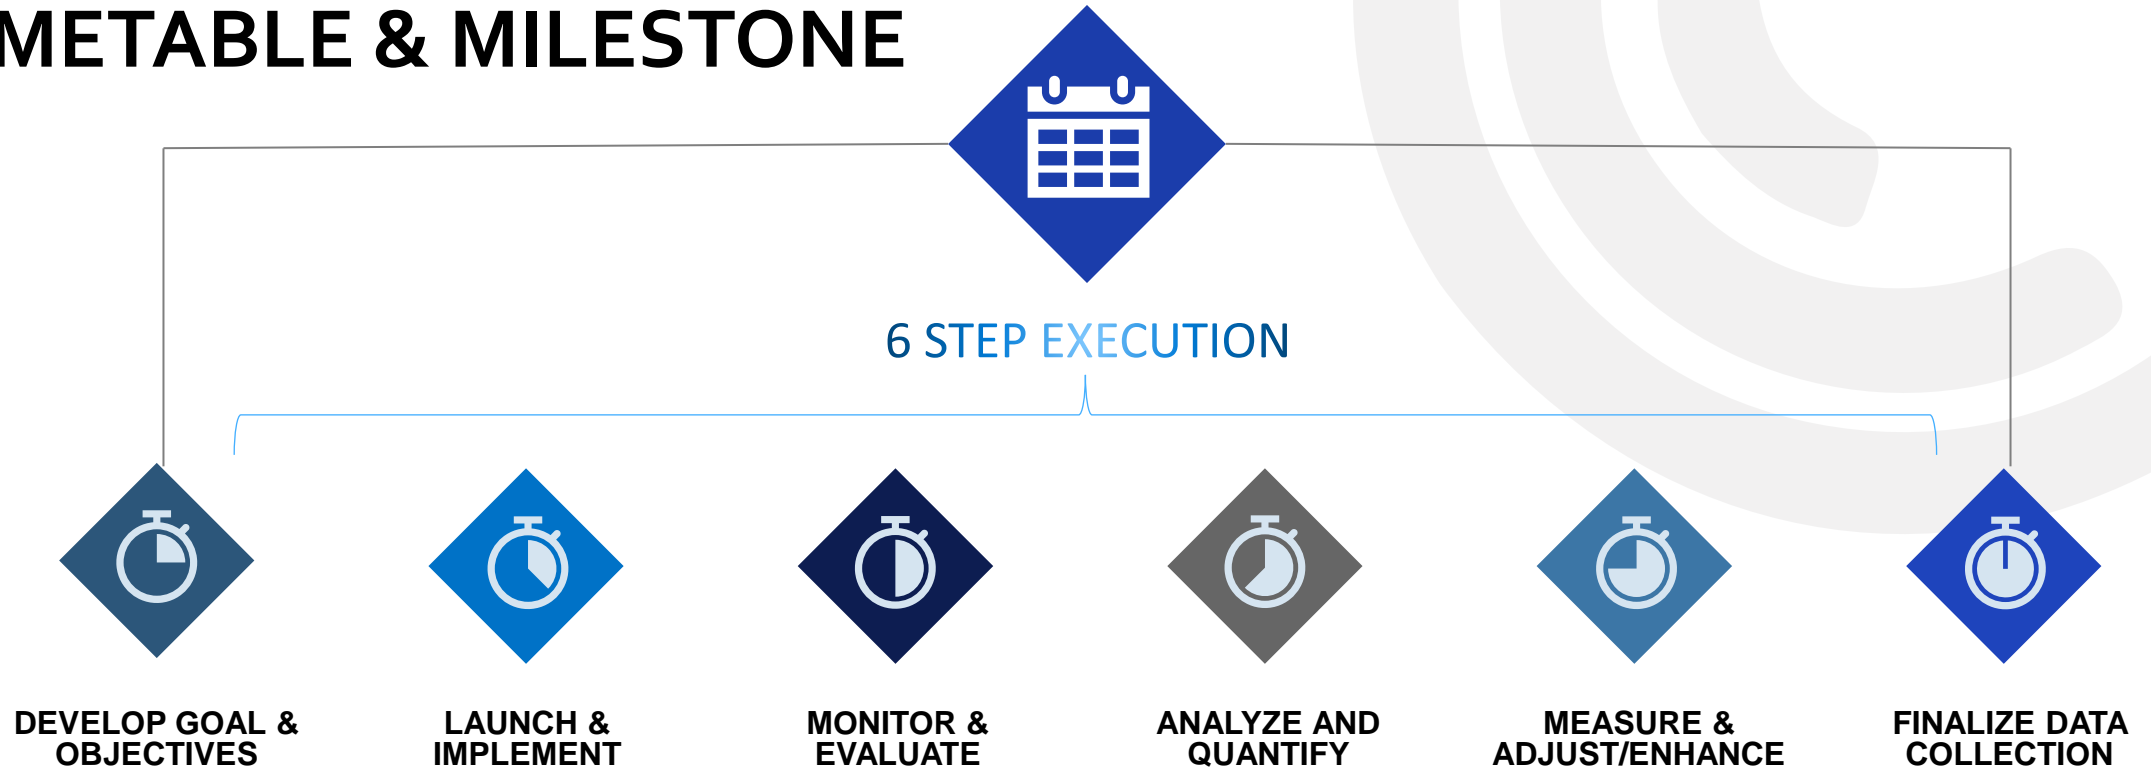 METABLE & MILESTONE
6 STEP EXECUTION
DEVELOP GOAL &
OBJECTIVES
LAUNCH &
IMPLEMENT
MONITOR &
EVALUATE
ANALYZE AND
QUANTIFY
MEASURE &
ADJUST/ENHANCE
FINALIZE DATA
COLLECTION